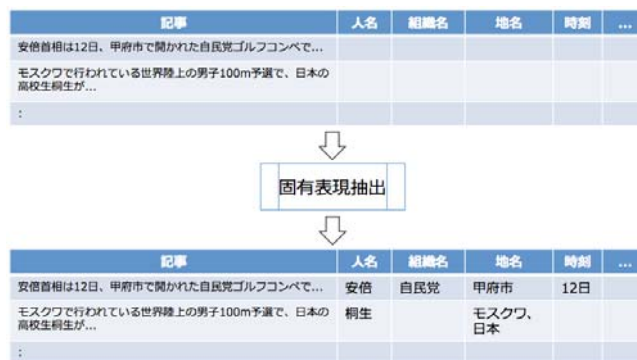 記事 人名 組織名 地名 時刻 …
安倍首相は12日、甲府市で開かれた自民党ゴルフコンペで…
モスクワで行われている世界陸上の男子100m予選で、日本の
高校生桐生が…
:
固有表現抽出
記事 人名 組織名 地名 時刻 …
安倍首相は12日、甲府市で開かれた自民党ゴルフコンペで… 安倍 自民党 甲府市 12日
モスクワで行われている世界陸上の男子100m予選で、日本の 桐生 モスクワ、
高校生桐生が… 日本
: